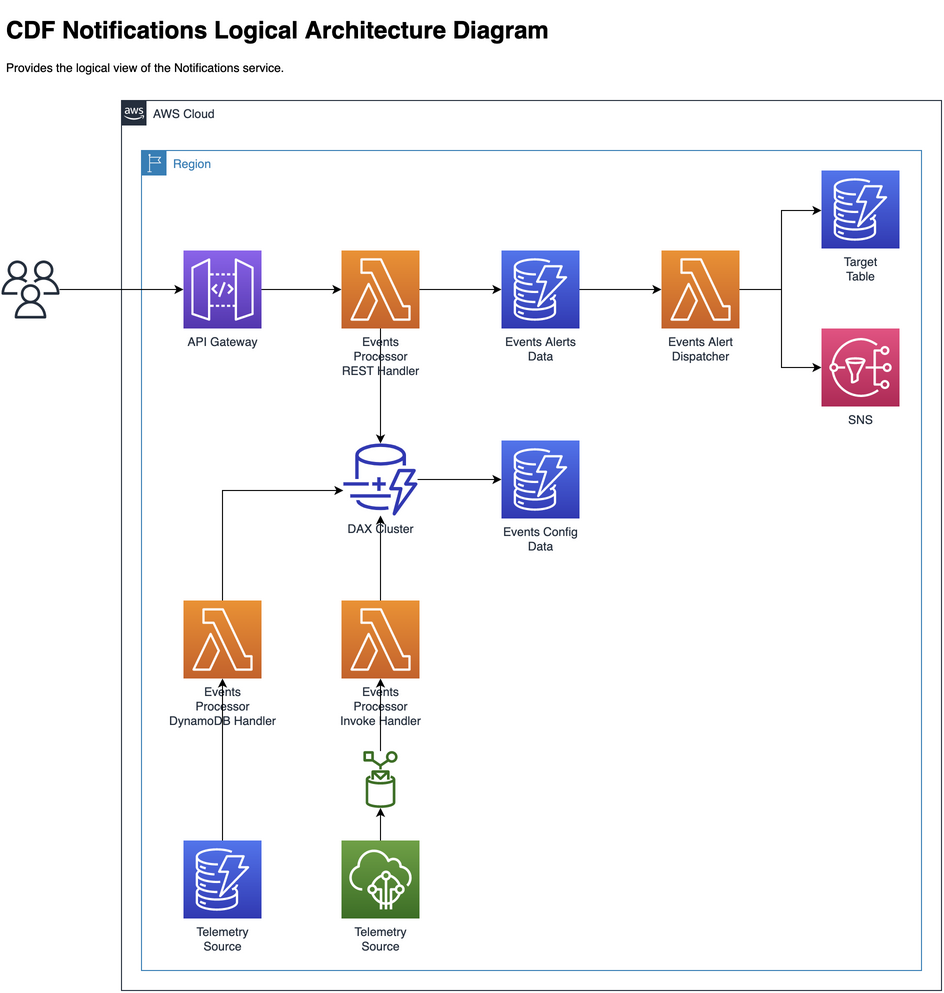 CDF Notifications Logical Architecture Diagram
Provides the logical view of the Notifications service.
aws
AWS Cloud
Region
</>
API Gateway
Events
Processor
REST Handler
Events Alerts
Data
Events Alert
Dispatcher
Target
Table
SNS
DAX Cluster
Events Config
Data
Events
Processor
DynamoDB Handler
Events
Processor
Invoke Handler
Telemetry
Source
Telemetry
Source